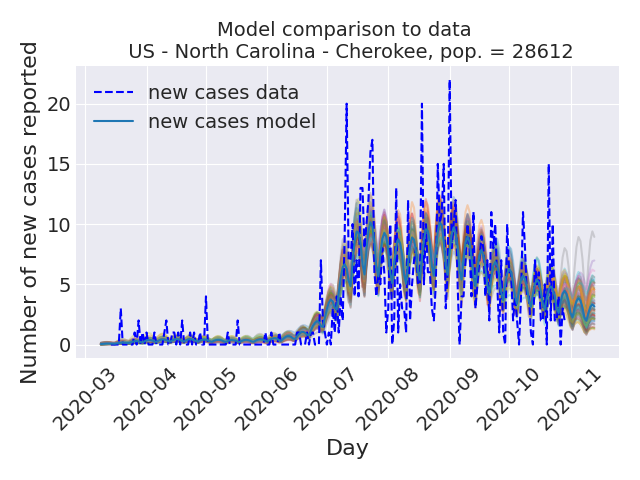 Model comparison to data
US - North Carolina - Cherokee, pop. = 28612
Number of new cases reported
20
15
10
5
0
new cases data
new cases model
2020-03
2020-04
2020-05
2020-06
2020-07
2020-08
2020-09
2020-10
2020-11
Day